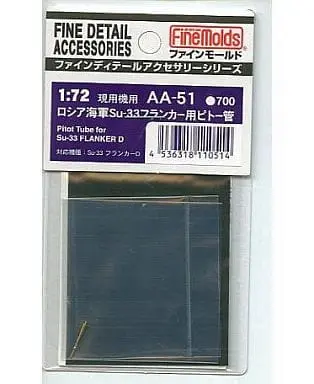 FINE DETAIL
ACCESSORIES
FineMolds
ファインモールド
ファインディテールアクセサリーシリーズ
1:72 現用機用 AA-51 ●700
ロシア海軍Su-33フランカー用ピトー管
Pitot Tube for
Su-33 FLANKER D
対応機種:Su-33 フランカーD
4 536318 110514